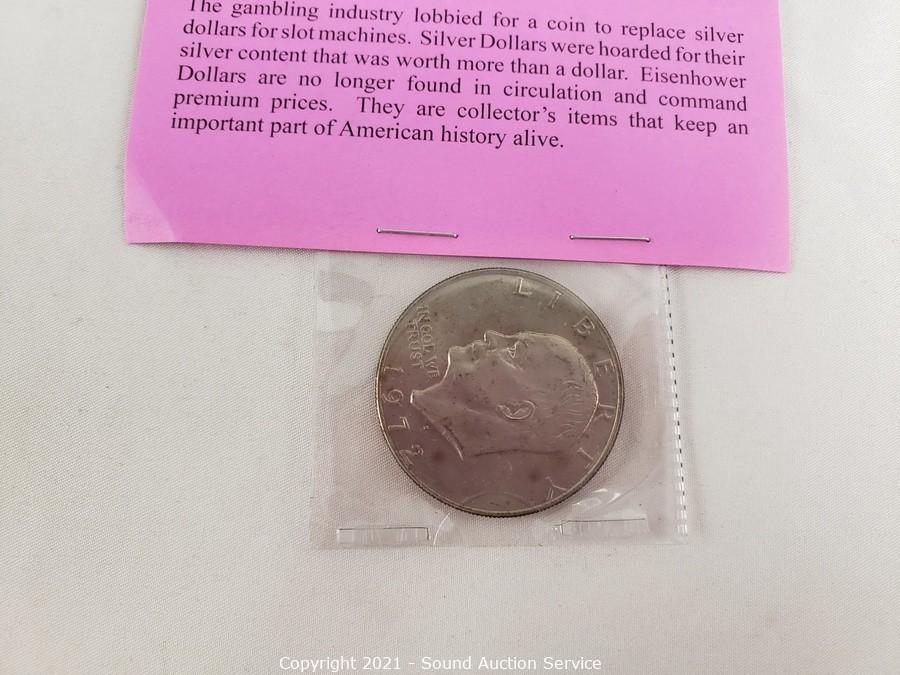 The gambling industry lobbied for a coin to replace silver
dollars for slot machines. Silver Dollars were hoarded for their
silver content that was worth more than a dollar. Eisenhower
Dollars are no longer found in circulation and command
premium prices. They are collector's items that keep an
important part of American history alive.
LIBERTY
IN GOD WE
TRUST
1972
Copyright 2021 - Sound Auction Service